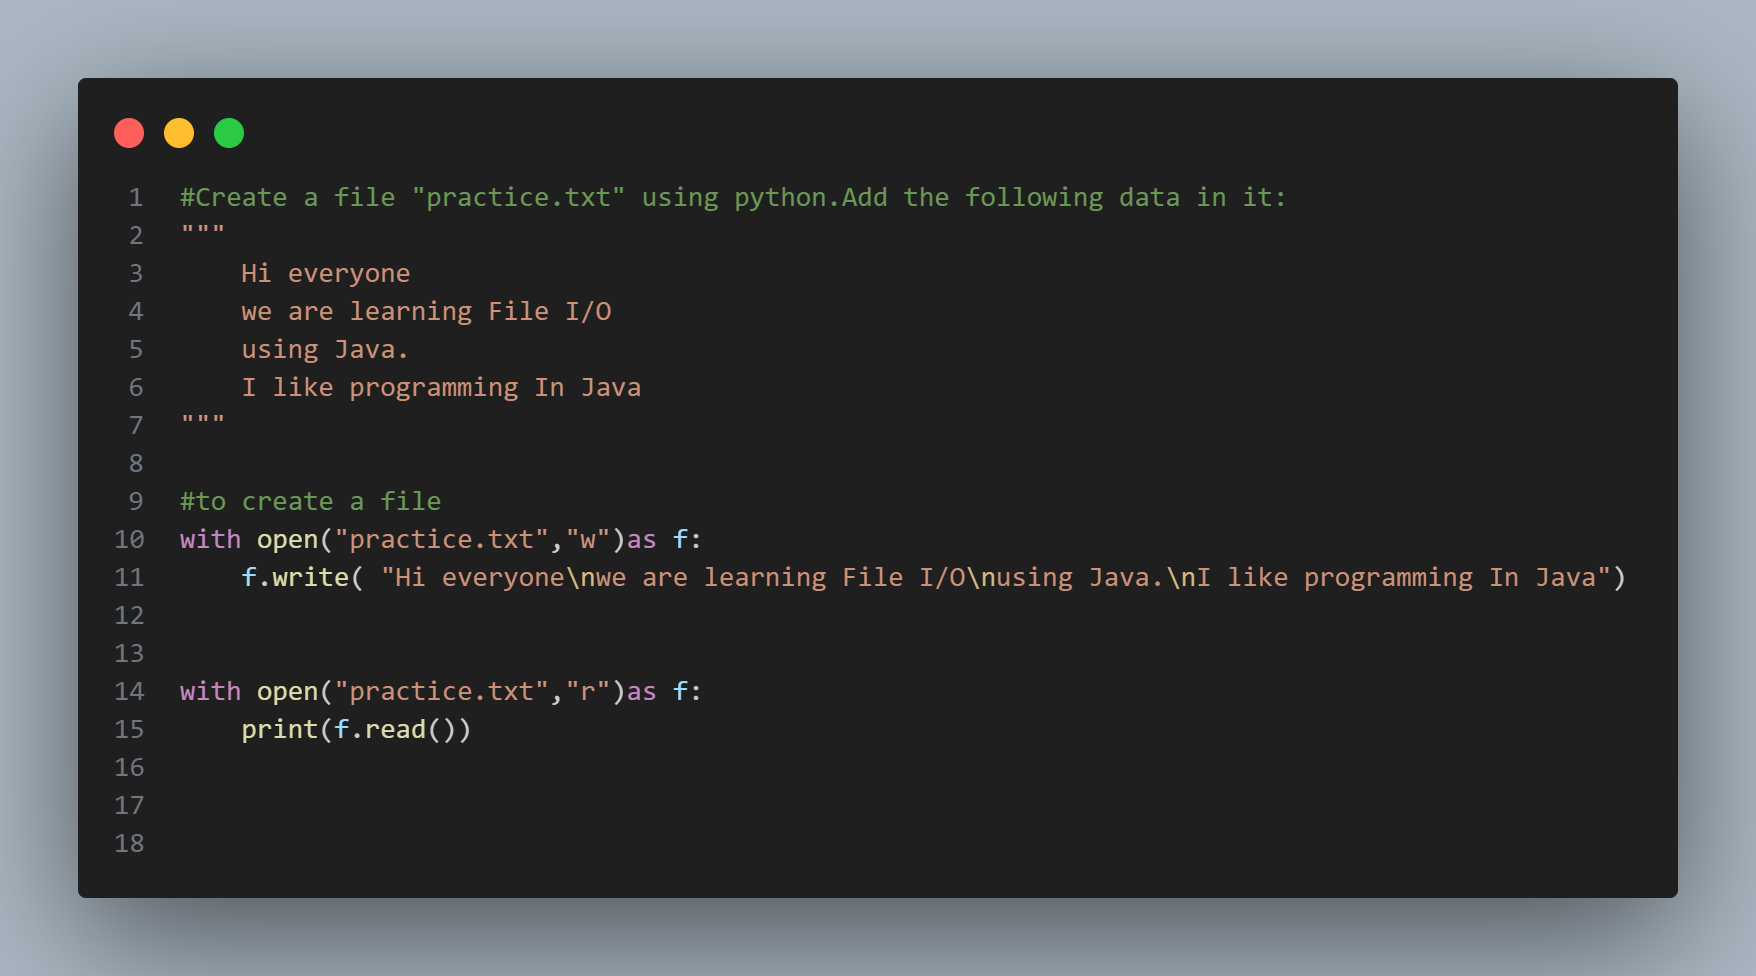 1 #Create a file "practice.txt" using python.Add the following data in it:
2 """
3     Hi everyone
4     we are learning File I/O
5     using Java.
6     I like programming In Java
7 """
8
9 #to create a file
10 with open("practice.txt","w")as f:
11     f.write( "Hi everyone\nwe are learning File I/O\nusing Java.\nI like programming In Java")
12
13
14 with open("practice.txt","r")as f:
15     print(f.read())
16
17
18